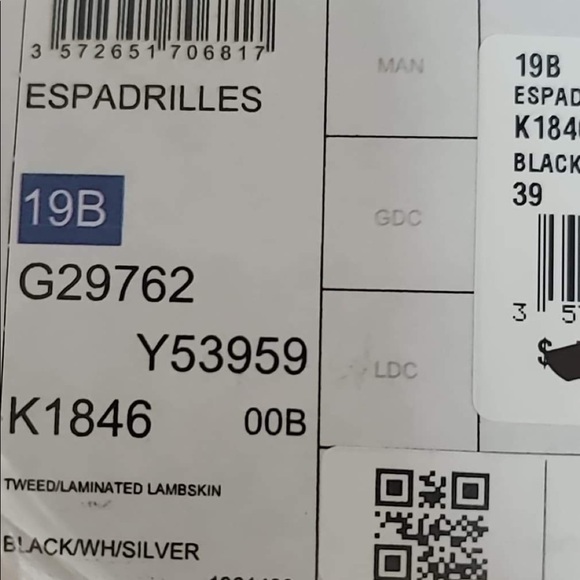 3 572651 706817
ESPADRILLES
19B
G29762
Y53959
K1846 00B
TWEED/LAMINATED LAMBSKIN
BLACK/WH/SILVER
MAN
GDC
LDC
19B
ESPAD
K184
BLACK
39
3 5
$